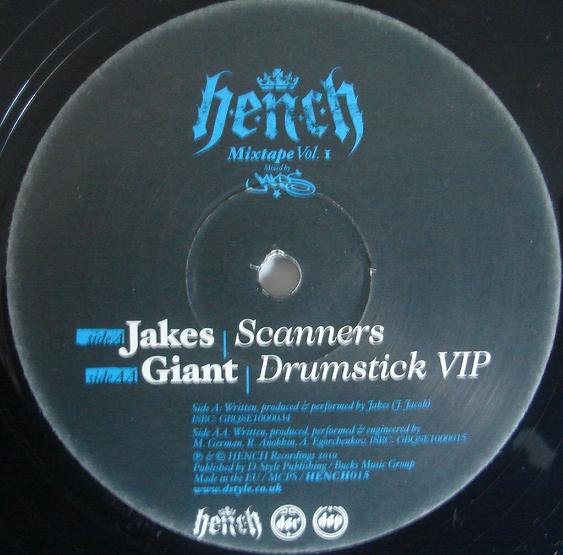 h·e·n·c·h
Mixtape Vol. 1
Mixed by
JAKES
side A Jakes | Scanners
side AA Giant | Drumstick VIP
Side A: Written, produced & performed by Jakes (J. Jacob)
ISRC: GBQSE1000034
Side AA: Written, produced, performed & engineered by
M. German, R. Anokhin, A. Egorchenkov. ISRC: GBQSE1000015
℗ & © HENCH Recordings 2010
Published by D-Style Publishing / Bucks Music Group
Made in the EU / MCPS / HENCH015
www.dstyle.co.uk
hench